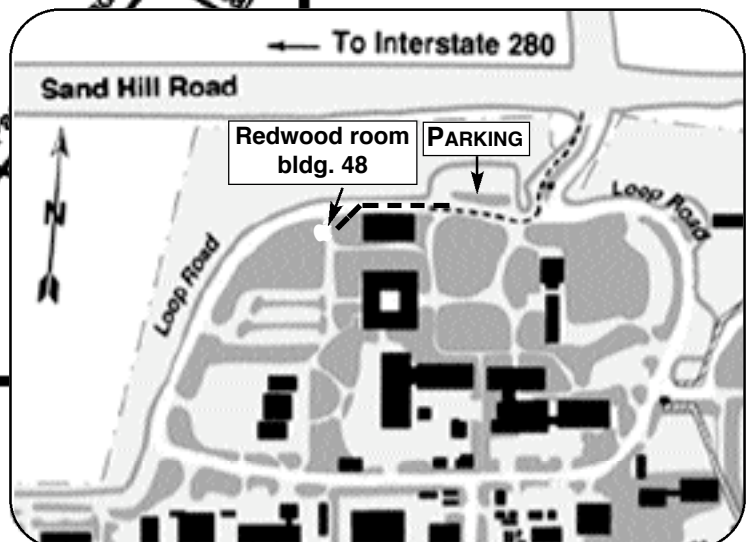 To Interstate 280
Sand Hill Road
Redwood room
bldg. 48
PARKING
Loop Road
N
Loop Road